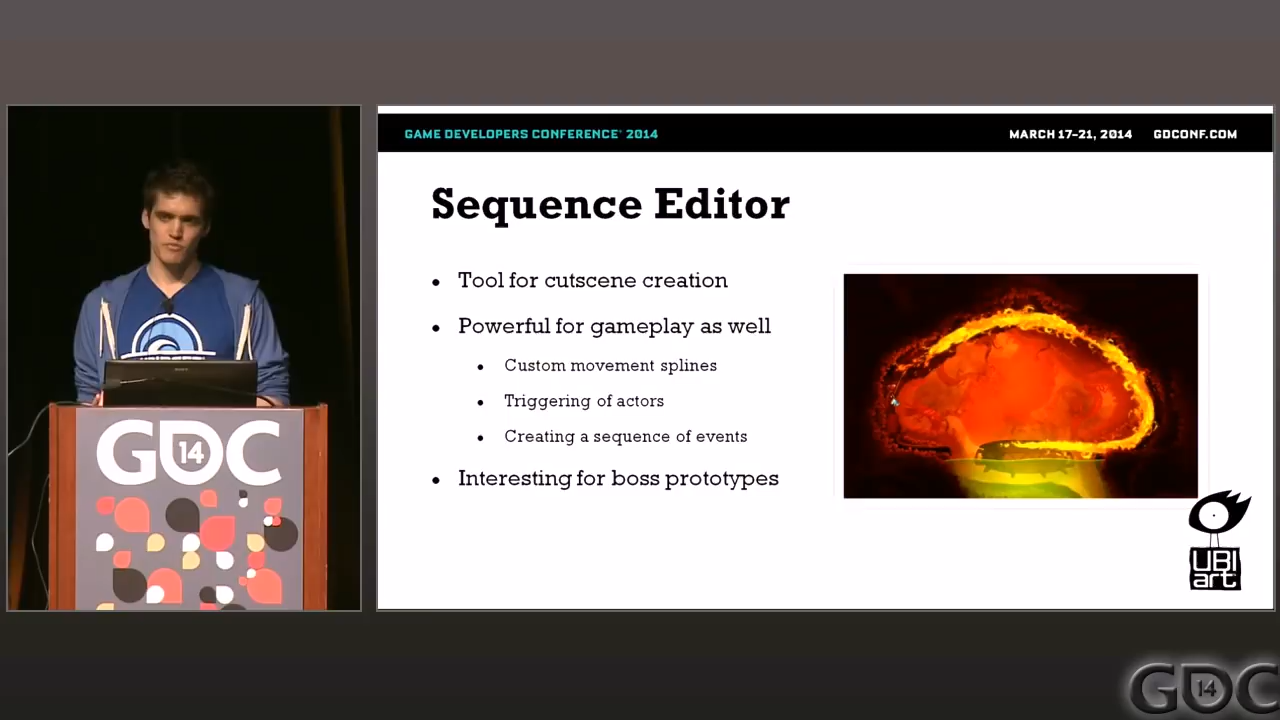 GAME DEVELOPERS CONFERENCE® 2014
MARCH 17-21, 2014 GDCONF.COM
Sequence Editor
• Tool for cutscene creation
• Powerful for gameplay as well
• Custom movement splines
• Triggering of actors
• Creating a sequence of events
• Interesting for boss prototypes
UBI
art
SONY
GDC
14
GDC
14